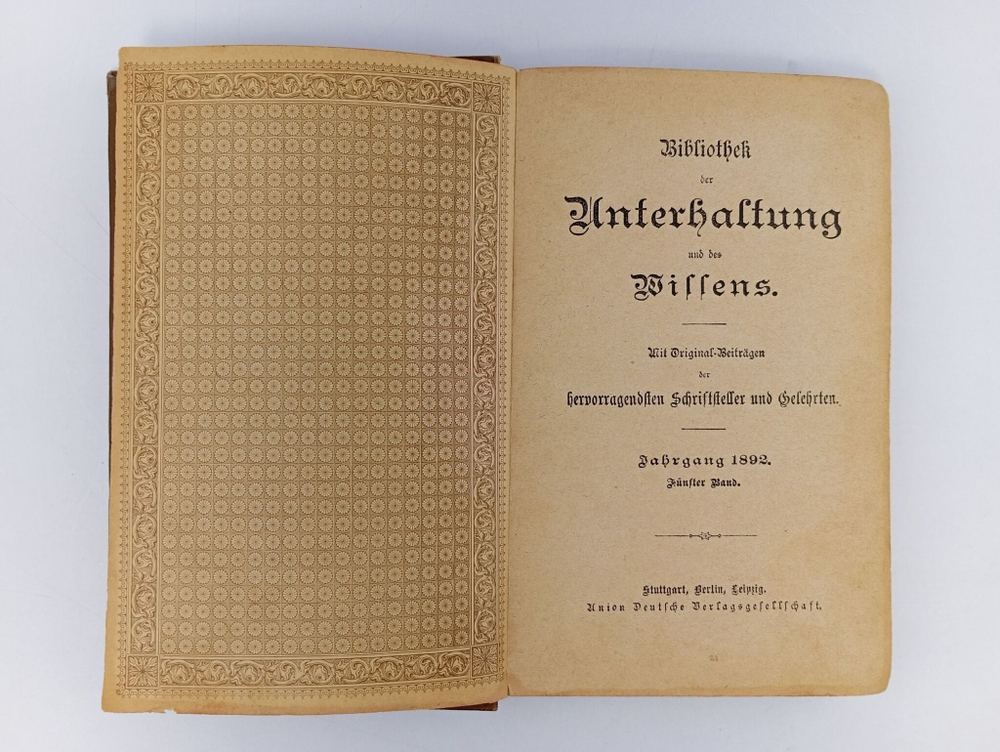 Bibliothek
der
Unterhaltung
und des
Wissens.
Mit Original-Beiträgen
der
hervorragendsten Schriftsteller und Gelehrten.
Jahrgang 1892.
Fünfter Band.
Stuttgart, Berlin, Leipzig.
Union Deutsche Verlagsgesellschaft.